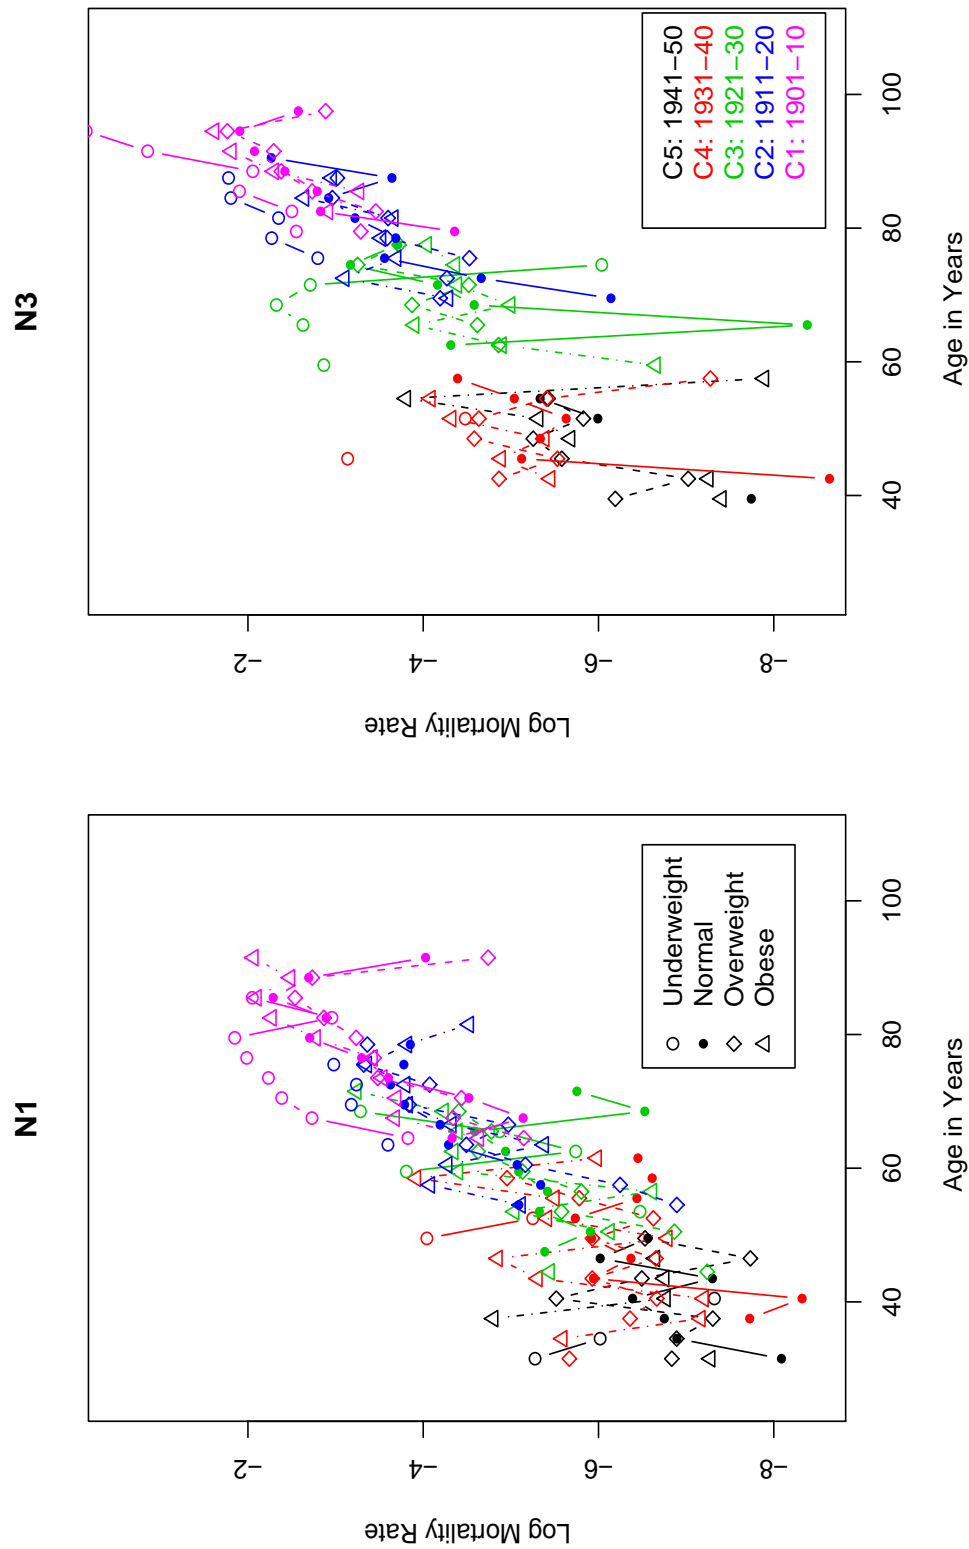 N1
Log Mortality Rate
−2
−4
−6
−8
40
60
80
100
Age in Years
Underweight
Normal
Overweight
Obese
N3
Log Mortality Rate
−2
−4
−6
−8
40
60
80
100
Age in Years
C5: 1941−50
C4: 1931−40
C3: 1921−30
C2: 1911−20
C1: 1901−10